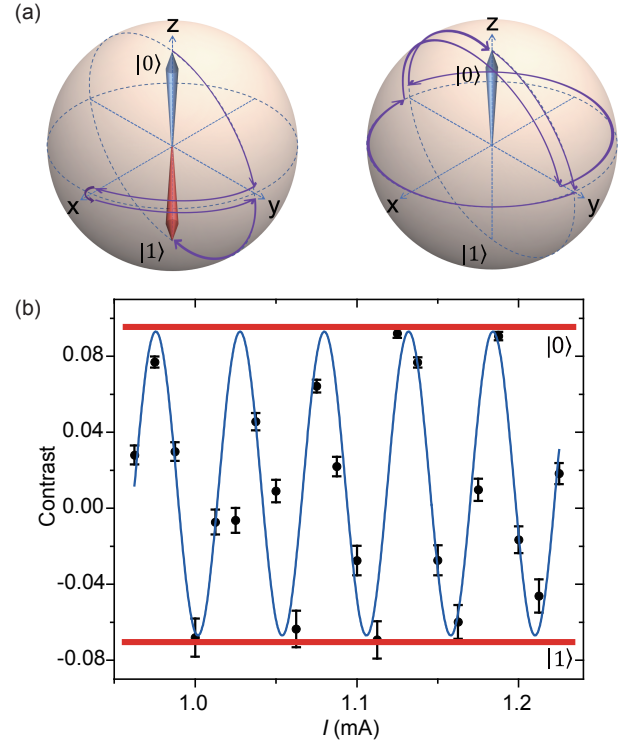 (a)
z z
|0⟩ |0⟩
x y x y
|1⟩ |1⟩
(b)
|0⟩
0.08
0.04
0.00
-0.04
-0.08
Contrast
|1⟩
1.0 1.1 1.2
I (mA)